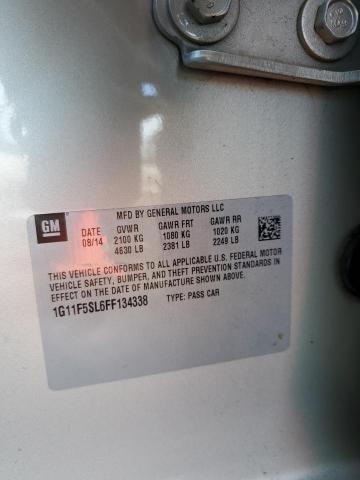 MFD BY GENERAL MOTORS LLC
GM
DATE GVWR GAWR FRT GAWR RR
08/14 2100 KG 1080 KG 1020 KG
4630 LB 2381 LB 2249 LB
THIS VEHICLE CONFORMS TO ALL APPLICABLE U.S. FEDERAL MOTOR
VEHICLE SAFETY, BUMPER, AND THEFT PREVENTION STANDARDS IN
EFFECT ON THE DATE OF MANUFACTURE SHOWN ABOVE.
1G11F5SL6FF134338 TYPE: PASS CAR